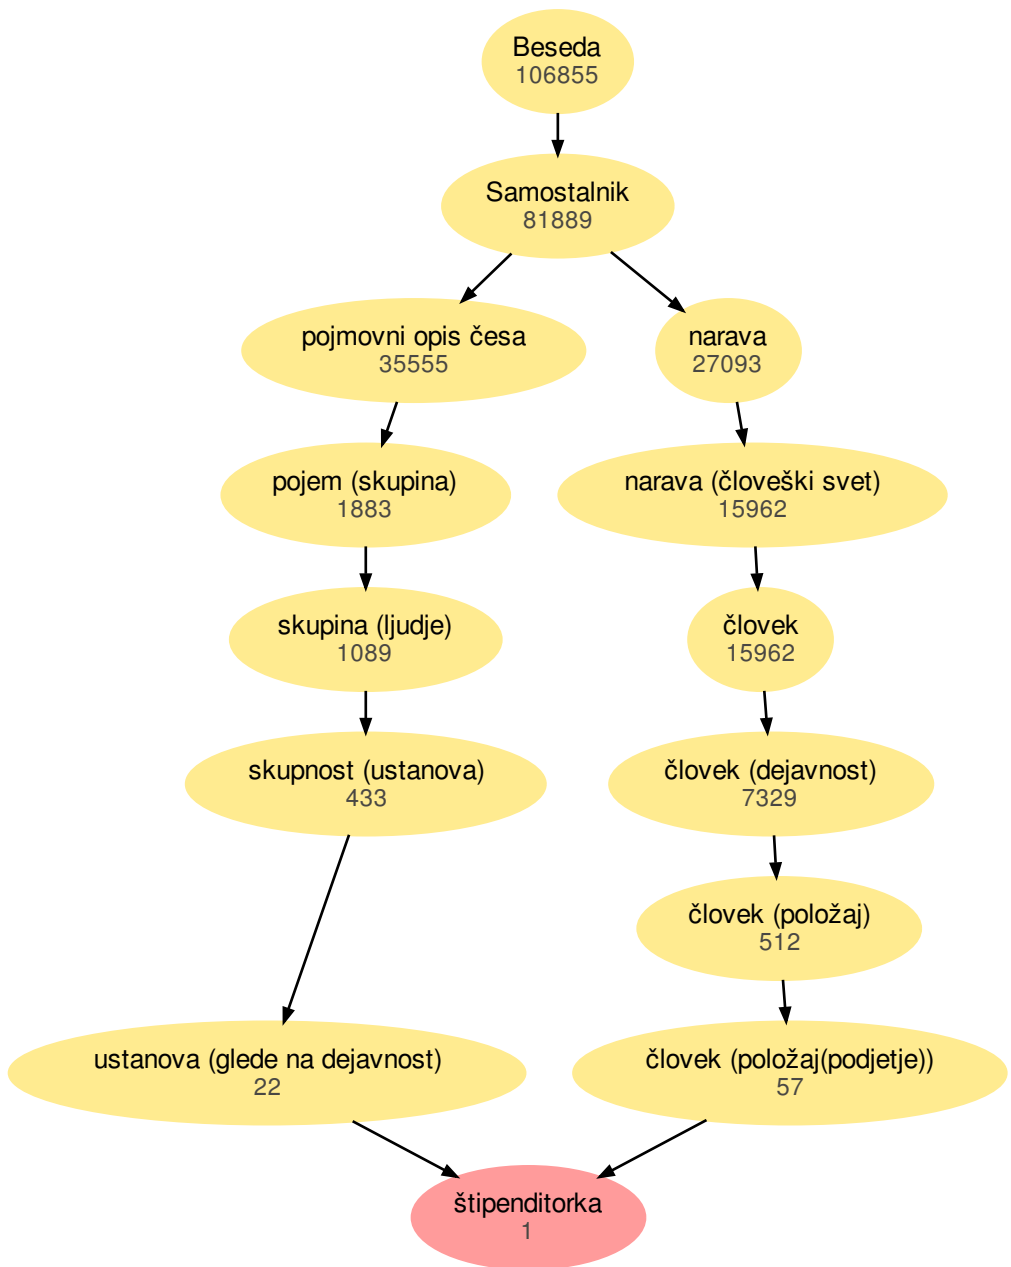 Beseda
106855
Samostalnik
81889
pojmovni opis česa
35555
narava
27093
pojem (skupina)
1883
narava (človeški svet)
15962
skupina (ljudje)
1089
človek
15962
skupnost (ustanova)
433
človek (dejavnost)
7329
človek (položaj)
512
ustanova (glede na dejavnost)
22
človek (položaj(podjetje))
57
štipenditorka
1